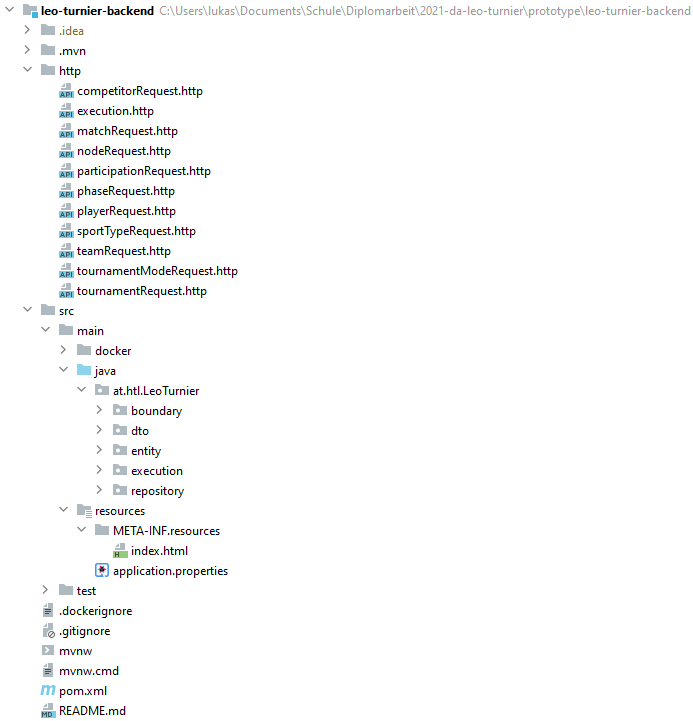 leo-turnier-backend C:\Users\lukas\Documents\Schule\Diplomarbeit\2021-da-leo-turnier\prototype\leo-turnier-backend
.idea
.mvn
http
API competitorRequest.http
API execution.http
API matchRequest.http
API nodeRequest.http
API participationRequest.http
API phaseRequest.http
API playerRequest.http
API sportTypeRequest.http
API teamRequest.http
API tournamentModeRequest.http
API tournamentRequest.http
src
main
docker
java
at.htl.LeoTurnier
boundary
dto
entity
execution
repository
resources
META-INF.resources
H index.html
application.properties
test
.dockerignore
.gitignore
mvnw
mvnw.cmd
m pom.xml
MD README.md